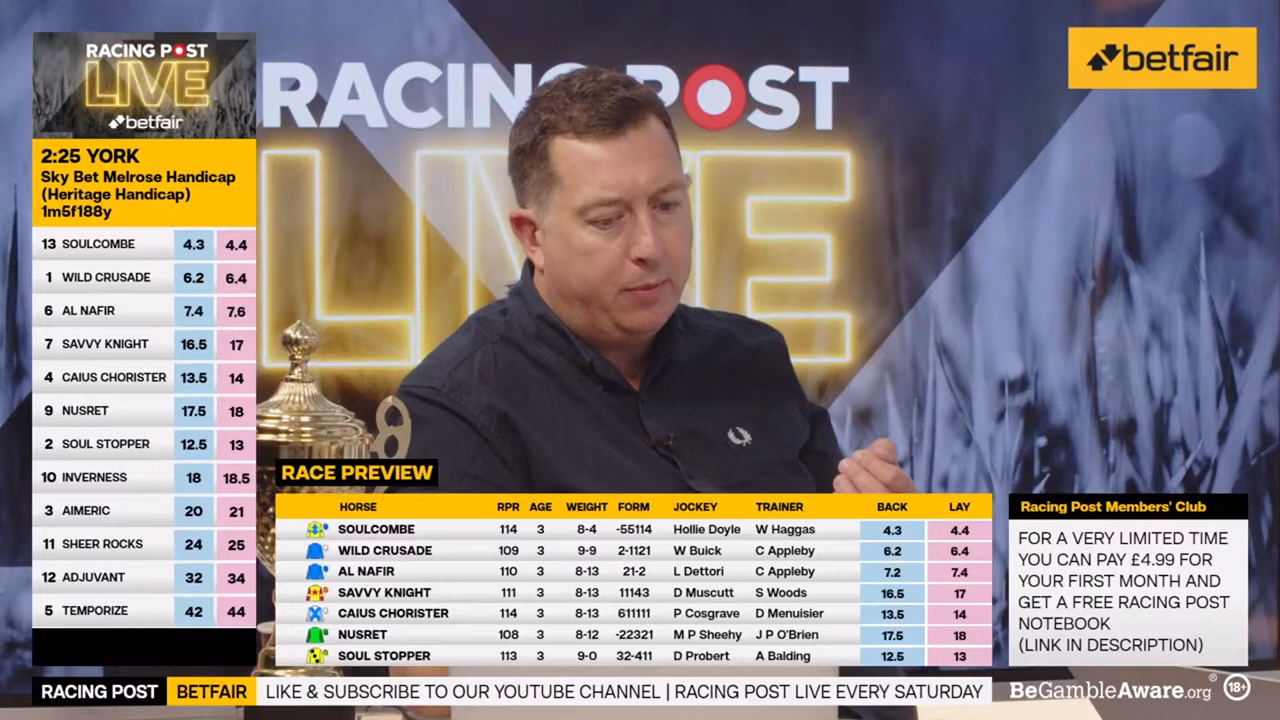 RACING POST
LIVE
betfair
2:25 YORK
Sky Bet Melrose Handicap
(Heritage Handicap)
1m5f188y
13 SOULCOMBE 4.3 4.4
1 WILD CRUSADE 6.2 6.4
6 AL NAFIR 7.4 7.6
7 SAVVY KNIGHT 16.5 17
4 CAIUS CHORISTER 13.5 14
9 NUSRET 17.5 18
2 SOUL STOPPER 12.5 13
10 INVERNESS 18 18.5
3 AIMERIC 20 21
11 SHEER ROCKS 24 25
12 ADJUVANT 32 34
5 TEMPORIZE 42 44
RACING POST
LIVE
betfair
RACE PREVIEW
HORSE RPR AGE WEIGHT FORM JOCKEY TRAINER BACK LAY
SOULCOMBE 114 3 8-4 -55114 Hollie Doyle W Haggas 4.3 4.4
WILD CRUSADE 109 3 9-9 2-1121 W Buick C Appleby 6.2 6.4
AL NAFIR 110 3 8-13 21-2 L Dettori C Appleby 7.2 7.4
SAVVY KNIGHT 111 3 8-13 11143 D Muscutt S Woods 16.5 17
CAIUS CHORISTER 114 3 8-13 611111 P Cosgrave D Menuisier 13.5 14
NUSRET 108 3 8-12 -22321 M P Sheehy J P O'Brien 17.5 18
SOUL STOPPER 113 3 9-0 32-411 D Probert A Balding 12.5 13
Racing Post Members' Club
FOR A VERY LIMITED TIME
YOU CAN PAY £4.99 FOR
YOUR FIRST MONTH AND
GET A FREE RACING POST
NOTEBOOK
(LINK IN DESCRIPTION)
RACING POST BETFAIR LIKE & SUBSCRIBE TO OUR YOUTUBE CHANNEL | RACING POST LIVE EVERY SATURDAY
BeGambleAware.org® 18+